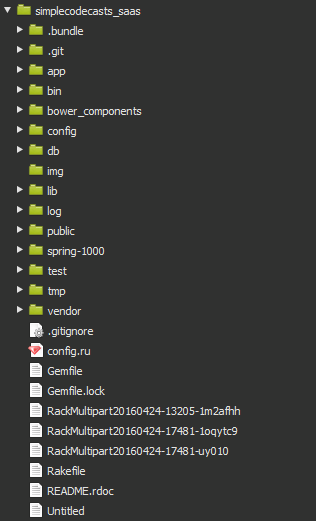 simplecodecasts_saas
.bundle
.git
app
bin
bower_components
config
db
img
lib
log
public
spring-1000
test
tmp
vendor
.gitignore
config.ru
Gemfile
Gemfile.lock
RackMultipart20160424-13205-1m2afhh
RackMultipart20160424-17481-1oqytc9
RackMultipart20160424-17481-uy010
Rakefile
README.rdoc
Untitled